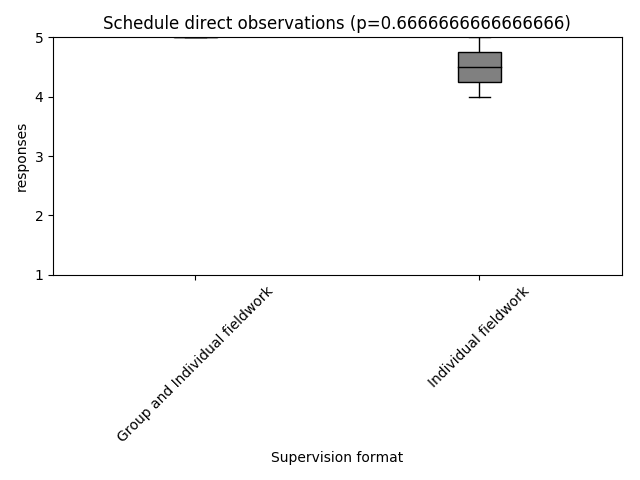 Schedule direct observations (p=0.6666666666666666)
5
4
3
2
1
responses
Group and Individual fieldwork
Individual fieldwork
Supervision format